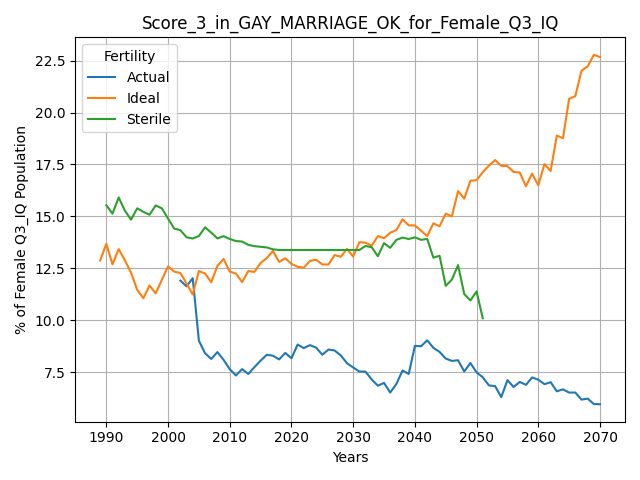 Score_3_in_GAY_MARRIAGE_OK_for_Female_Q3_IQ
Fertility
Actual
Ideal
Sterile
% of Female Q3_IQ Population
22.5
20.0
17.5
15.0
12.5
10.0
7.5
1990 2000 2010 2020 2030 2040 2050 2060 2070
Years